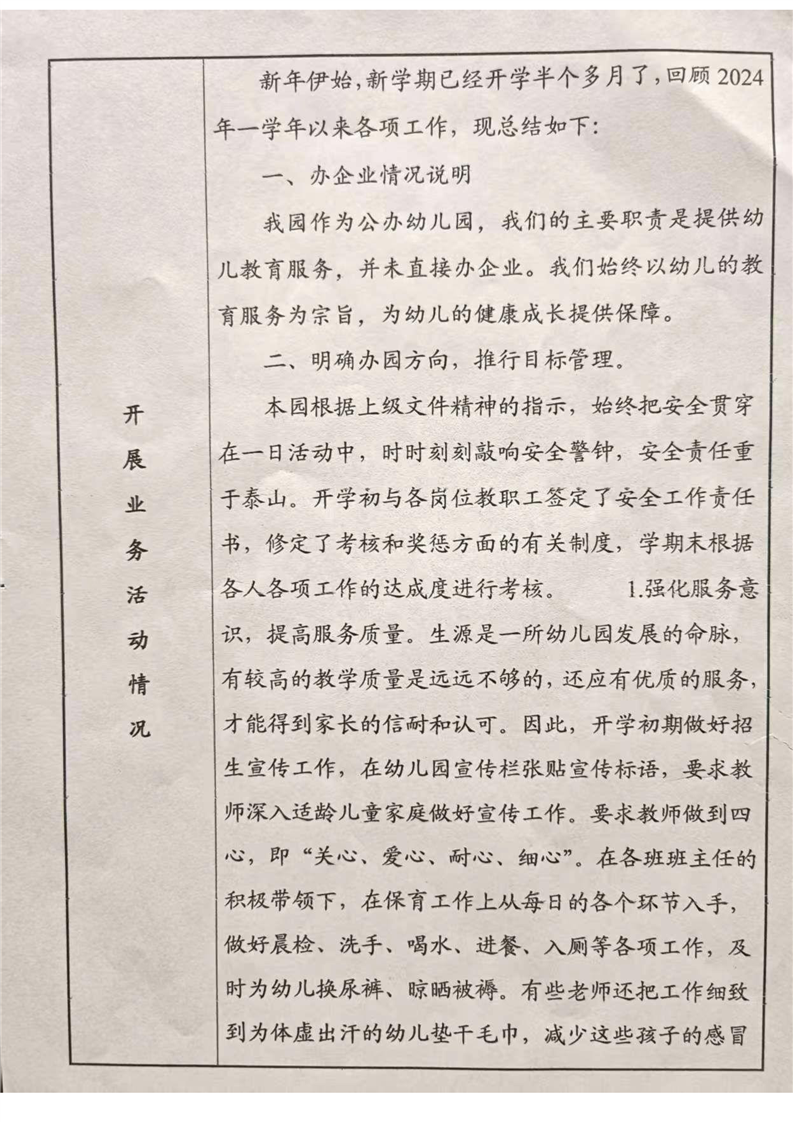 开展业务活动情况
新年伊始,新学期已经开学半个多月了,回顾2024
年一学年以来各项工作，现总结如下：
一、办企业情况说明
我园作为公办幼儿园，我们的主要职责是提供幼
儿教育服务，并未直接办企业。我们始终以幼儿的教
育服务为宗旨，为幼儿的健康成长提供保障。
二、明确办园方向，推行目标管理。
本园根据上级文件精神的指示，始终把安全贯穿
在一日活动中，时时刻刻敲响安全警钟，安全责任重
于泰山。开学初与各岗位教职工签定了安全工作责任
书，修定了考核和奖惩方面的有关制度，学期末根据
各人各项工作的达成度进行考核。 1.强化服务意
识，提高服务质量。生源是一所幼儿园发展的命脉，
有较高的教学质量是远远不够的，还应有优质的服务，
才能得到家长的信耐和认可。因此，开学初期做好招
生宣传工作，在幼儿园宣传栏张贴宣传标语，要求教
师深入适龄儿童家庭做好宣传工作。要求教师做到四
心，即“关心、爱心、耐心、细心”。在各班班主任的
积极带领下，在保育工作上从每日的各个环节入手，
做好晨检、洗手、喝水、进餐、入厕等各项工作，及
时为幼儿换尿裤、晾晒被褥。有些老师还把工作细致
到为体虚出汗的幼儿垫干毛巾，减少这些孩子的感冒